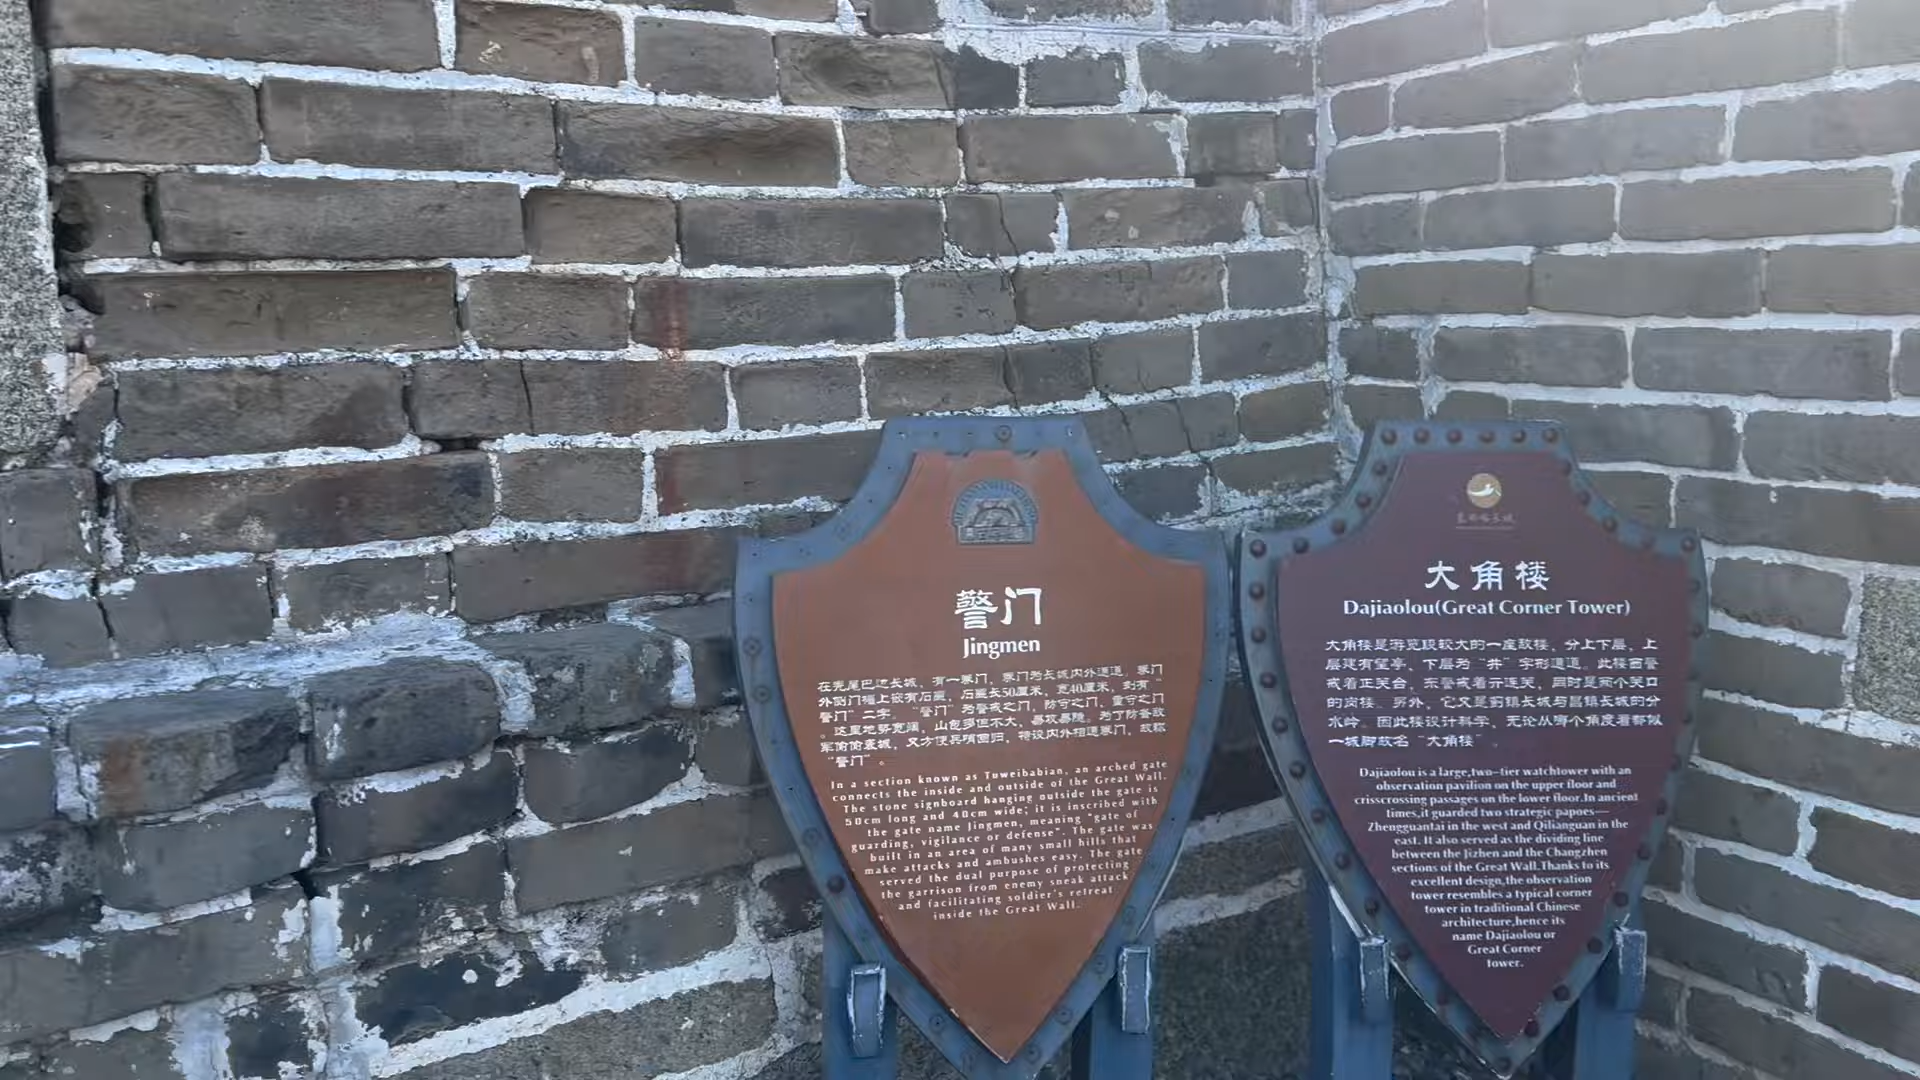 警门
Jingmen
在秃尾巴边长城，有一警门，警门为长城内外通道。警门
外侧门楣上嵌有石匾，石匾长50厘米，宽40厘米，刻有“
警门”二字。“警门”为警戒之门、防守之门、重守之门
。这里地势宽阔，山包多但不大，易攻易隐。为了防备敌
军偷偷袭城，又方便兵哨回归，特设内外相通警门，故称
“警门”。
In a section known as Tuweibabian, an arched gate
connects the inside and outside of the Great Wall.
The stone signboard hanging outside the gate is
50cm long and 40cm wide; it is inscribed with
the gate name Jingmen, meaning "gate of
guarding, vigilance or defense". The gate was
built in an area of many small hills that
make attacks and ambushes easy. The gate
served the dual purpose of protecting
the garrison from enemy sneak attack
and facilitating soldier's retreat
inside the Great Wall.
大角楼
Dajiaolou(Great Corner Tower)
大角楼是游览段较大的一座敌楼、分上下层、上
层建有望亭、下层为“井”字形通道。此楼西警
戒着正关台、东警戒着亓连关，同时是两个关口
的岗楼。另外、它又是蓟镇长城与昌镇长城的分
水岭。因此楼设计科学、无论从哪个角度看都似
一城脚故名“大角楼”。
Dajiaolou is a large,two-tier watchtower with an
observation pavilion on the upper floor and
crisscrossing passages on the lower floor.In ancient
times,it guarded two strategic papoes—
Zhengguantai in the west and Qilianguan in the
east. It also served as the dividing line
between the Jizhen and the Changzhen
sections of the Great Wall.Thanks to its
excellent design,the observation
tower resembles a typical corner
tower in traditional Chinese
architecture,hence its
name Dajiaolou or
Great Corner
Tower.